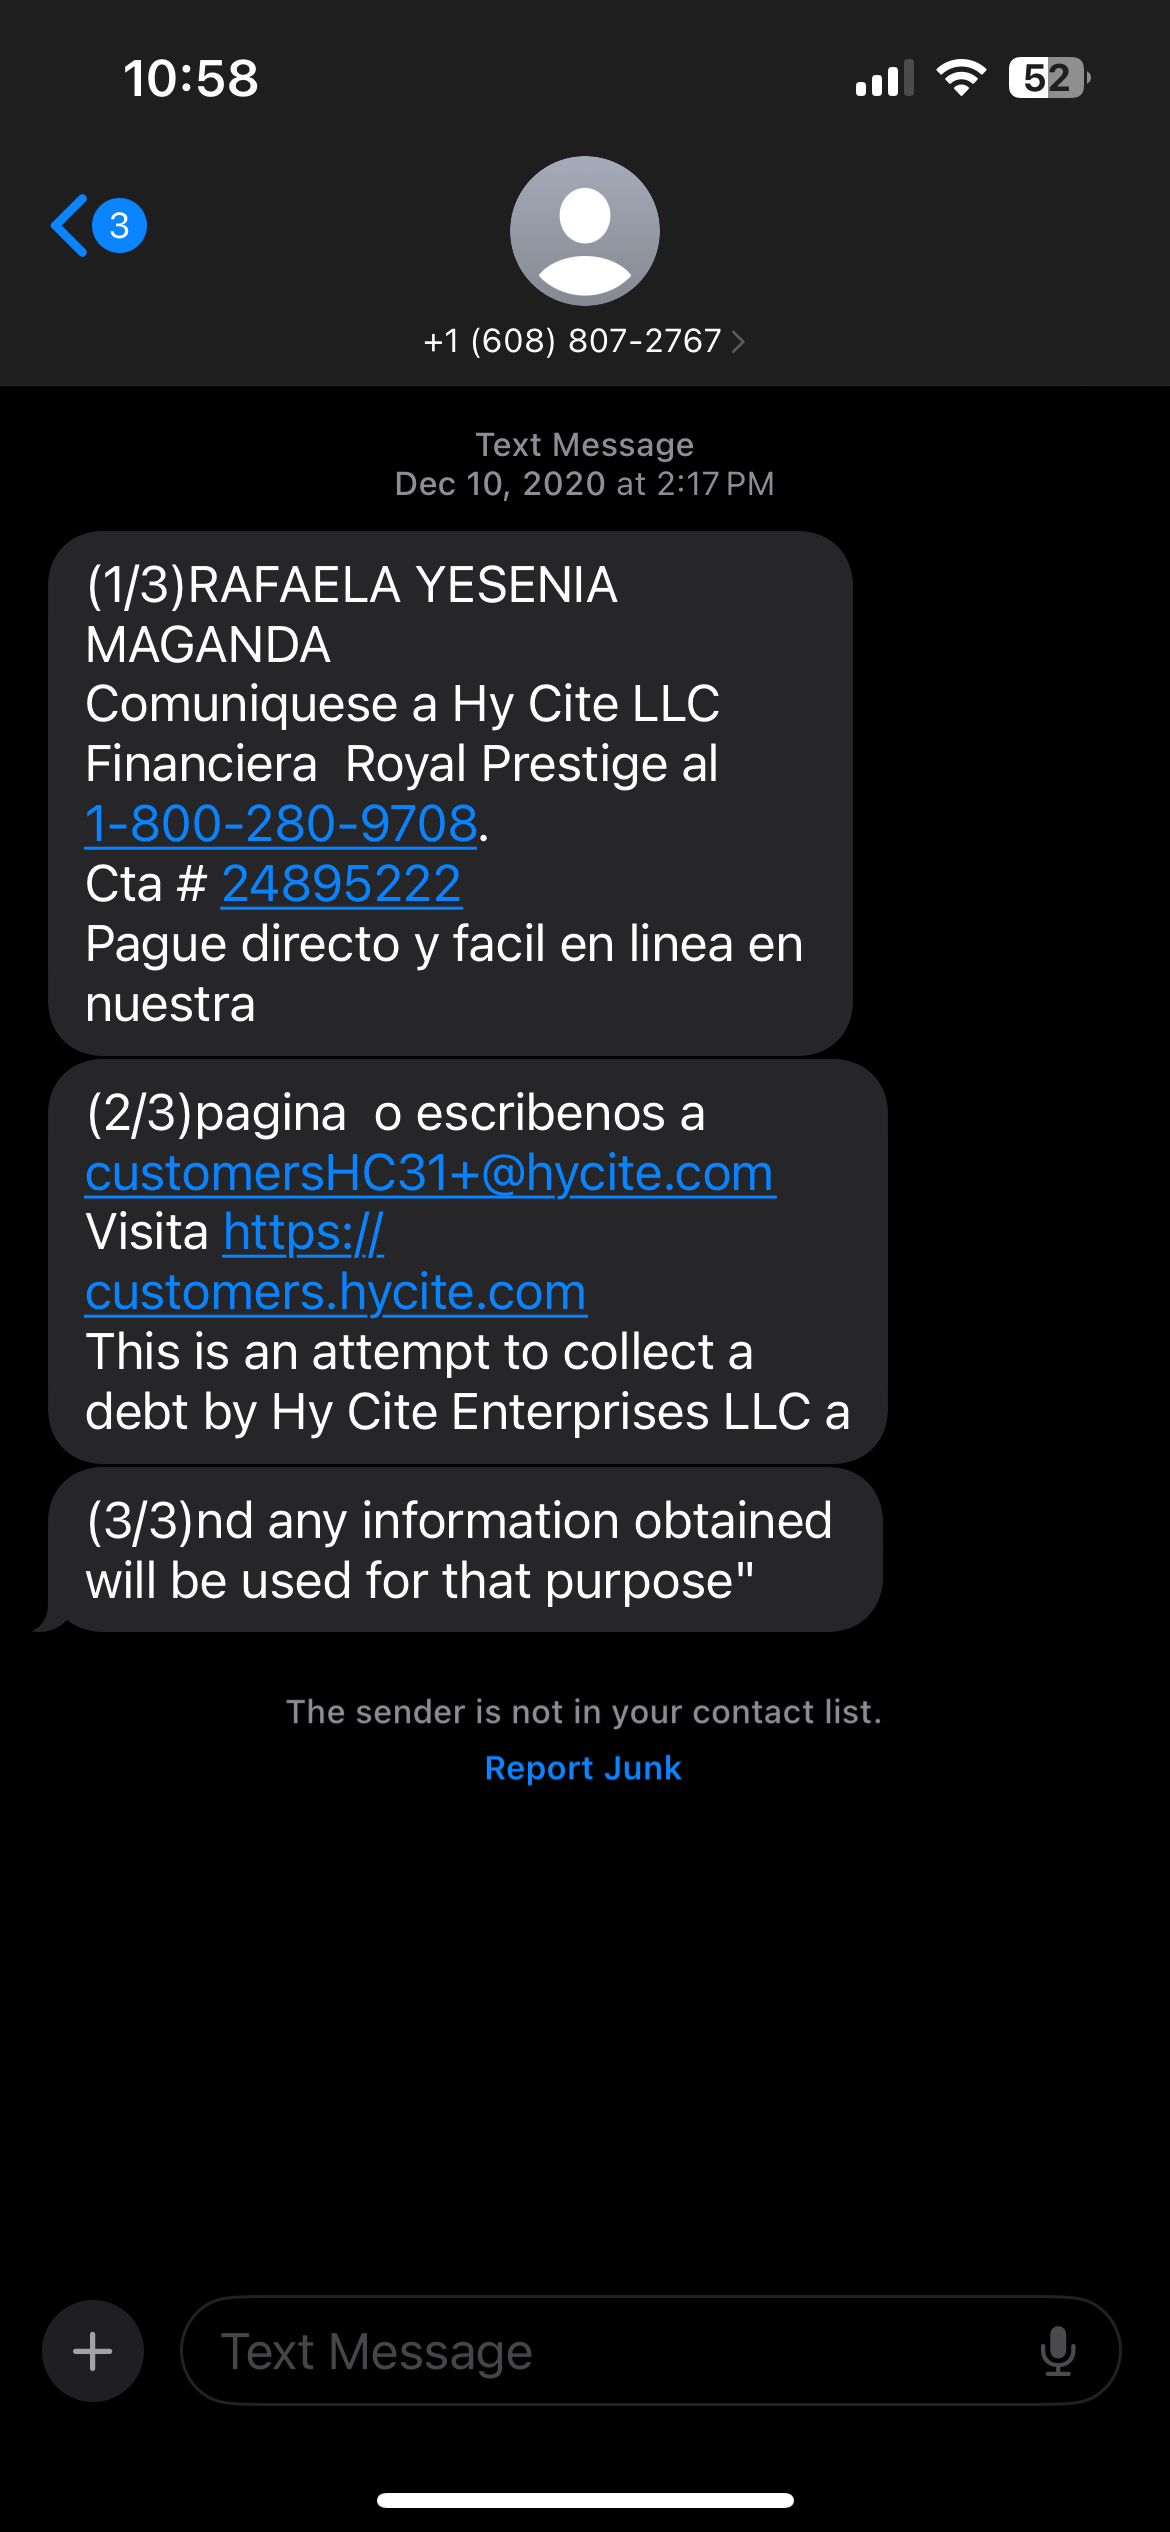 10:58
52
3
+1 (608) 807-2767
Text Message
Dec 10, 2020 at 2:17 PM
(1/3)RAFAELA YESENIA
MAGANDA
Comuniquese a Hy Cite LLC
Financiera  Royal Prestige al
1-800-280-9708.
Cta # 24895222
Pague directo y facil en linea en
nuestra
(2/3)pagina  o escribenos a
customersHC31+@hycite.com
Visita https://
customers.hycite.com
This is an attempt to collect a
debt by Hy Cite Enterprises LLC a
(3/3)nd any information obtained
will be used for that purpose"
The sender is not in your contact list.
Report Junk
Text Message